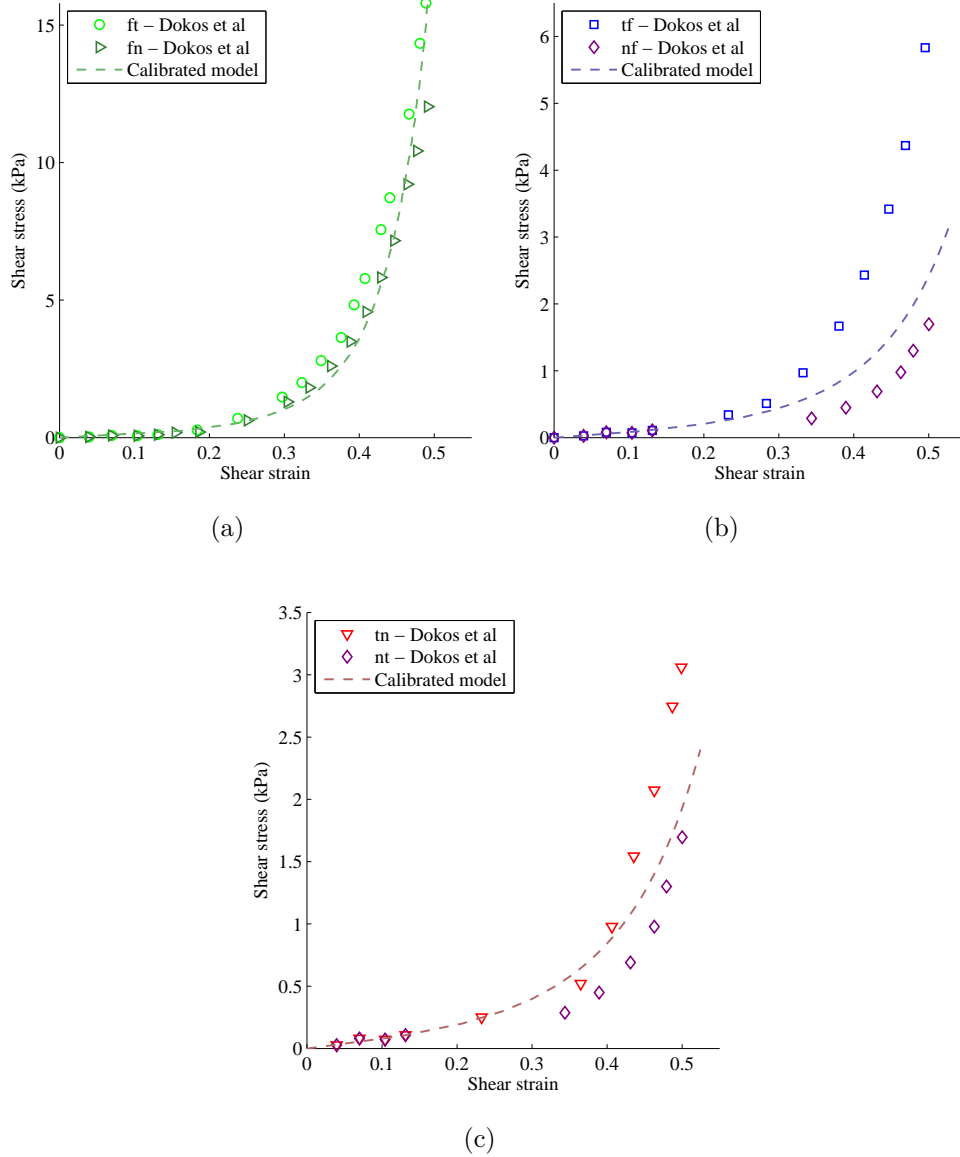 ft – Dokos et al
fn – Dokos et al
Calibrated model
15
10
5
0
0 0.1 0.2 0.3 0.4 0.5
Shear strain
Shear stress (kPa)
(a)
tf – Dokos et al
nf – Dokos et al
Calibrated model
6
5
4
3
2
1
0
0 0.1 0.2 0.3 0.4 0.5
Shear strain
Shear stress (kPa)
(b)
tn – Dokos et al
nt – Dokos et al
Calibrated model
3.5
3
2.5
2
1.5
1
0.5
0
0 0.1 0.2 0.3 0.4 0.5
Shear strain
Shear stress (kPa)
(c)